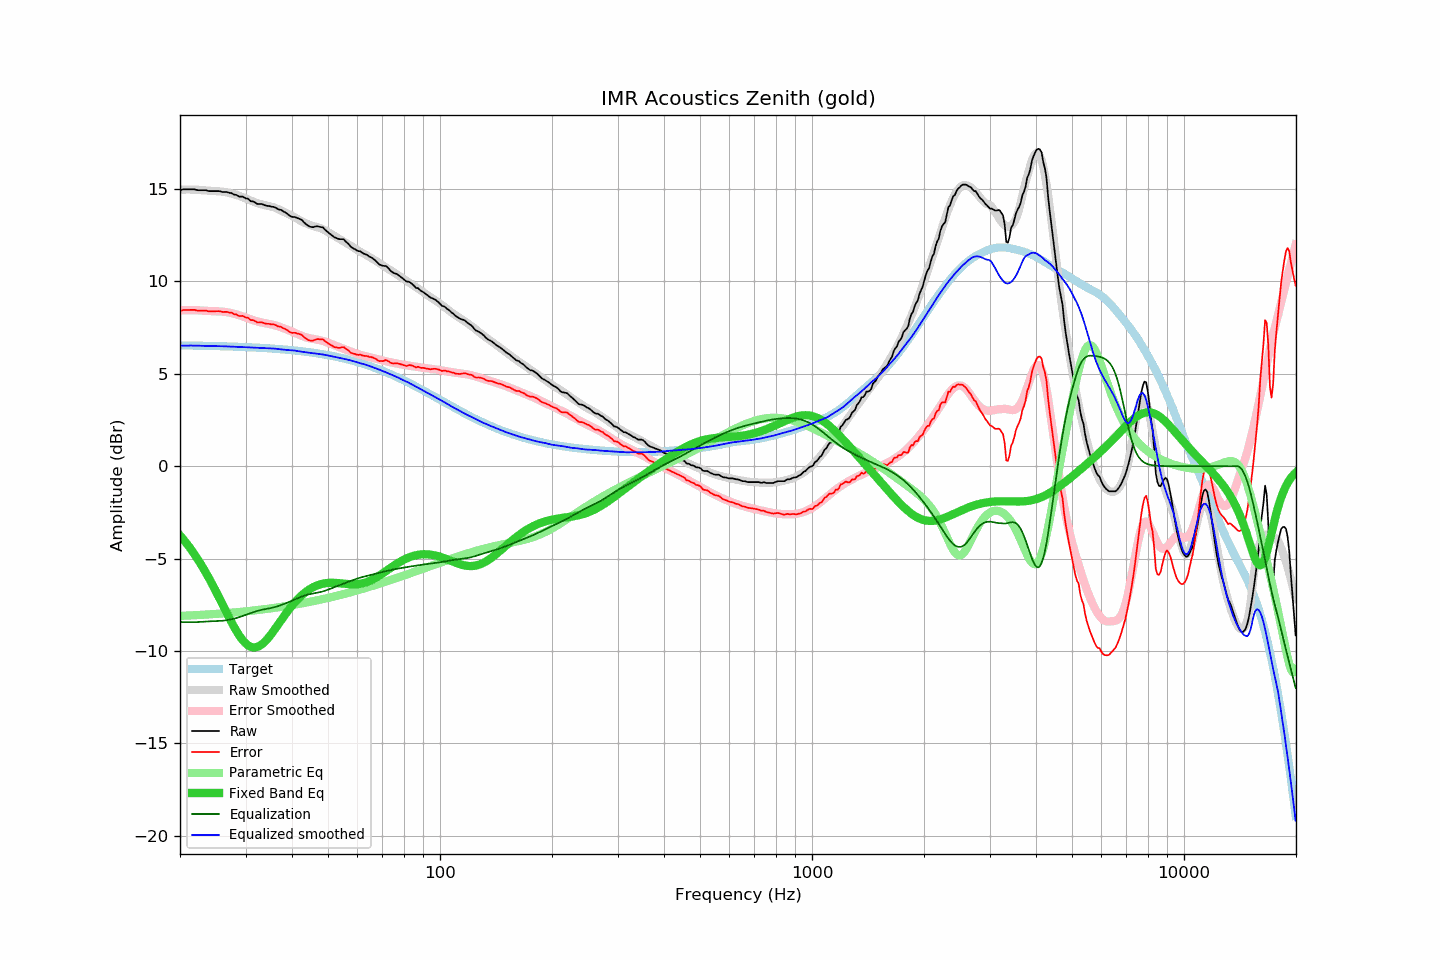 IMR Acoustics Zenith (gold)
Amplitude (dBr)
15
10
5
0
−5
−10
−15
−20
Target
Raw Smoothed
Error Smoothed
Raw
Error
Parametric Eq
Fixed Band Eq
Equalization
Equalized smoothed
100 1000 10000
Frequency (Hz)